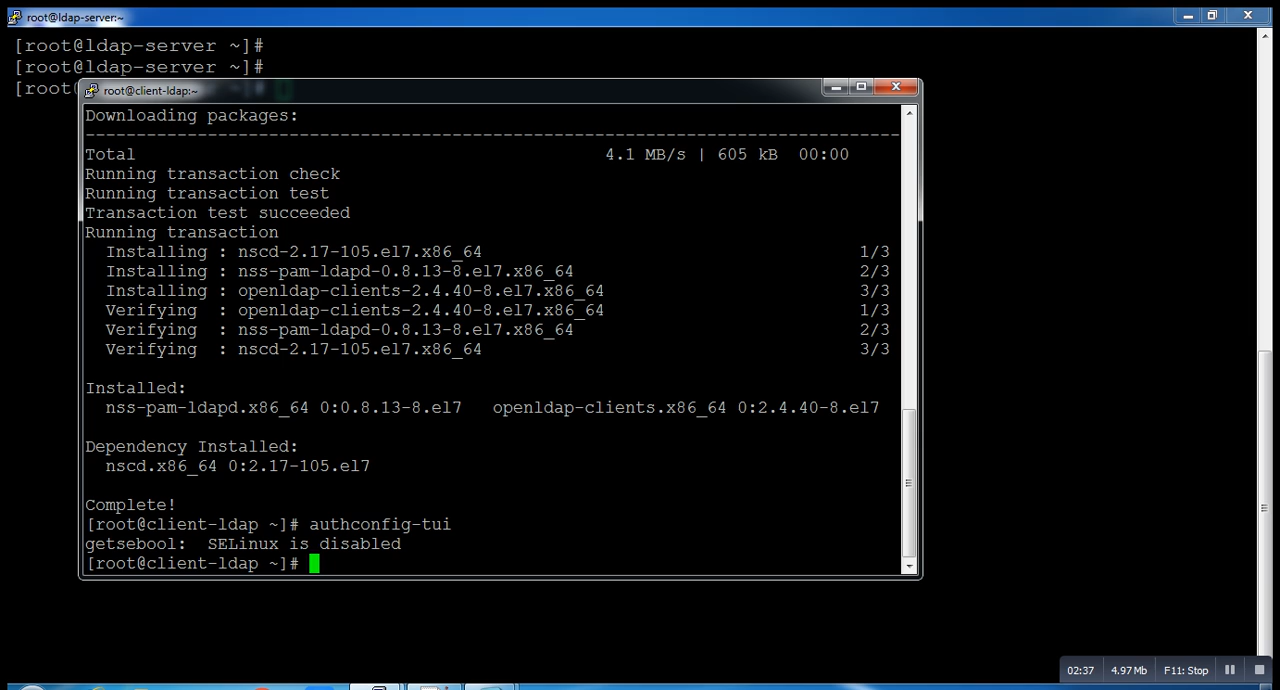 root@ldap-server:~
[root@ldap-server ~]#
[root@ldap-server ~]#
[root
#
root@client-ldap:~
Downloading packages:
--------------------------------------------------------------------------------
Total 4.1 MB/s | 605 kB 00:00
Running transaction check
Running transaction test
Transaction test succeeded
Running transaction
Installing : nscd-2.17-105.el7.x86_64 1/3
Installing : nss-pam-ldapd-0.8.13-8.el7.x86_64 2/3
Installing : openldap-clients-2.4.40-8.el7.x86_64 3/3
Verifying : openldap-clients-2.4.40-8.el7.x86_64 1/3
Verifying : nss-pam-ldapd-0.8.13-8.el7.x86_64 2/3
Verifying : nscd-2.17-105.el7.x86_64 3/3
Installed:
nss-pam-ldapd.x86_64 0:0.8.13-8.el7 openldap-clients.x86_64 0:2.4.40-8.el7
Dependency Installed:
nscd.x86_64 0:2.17-105.el7
Complete!
[root@client-ldap ~]# authconfig-tui
getsebool: SELinux is disabled
[root@client-ldap ~]#
02:37 4.97Mb F11: Stop